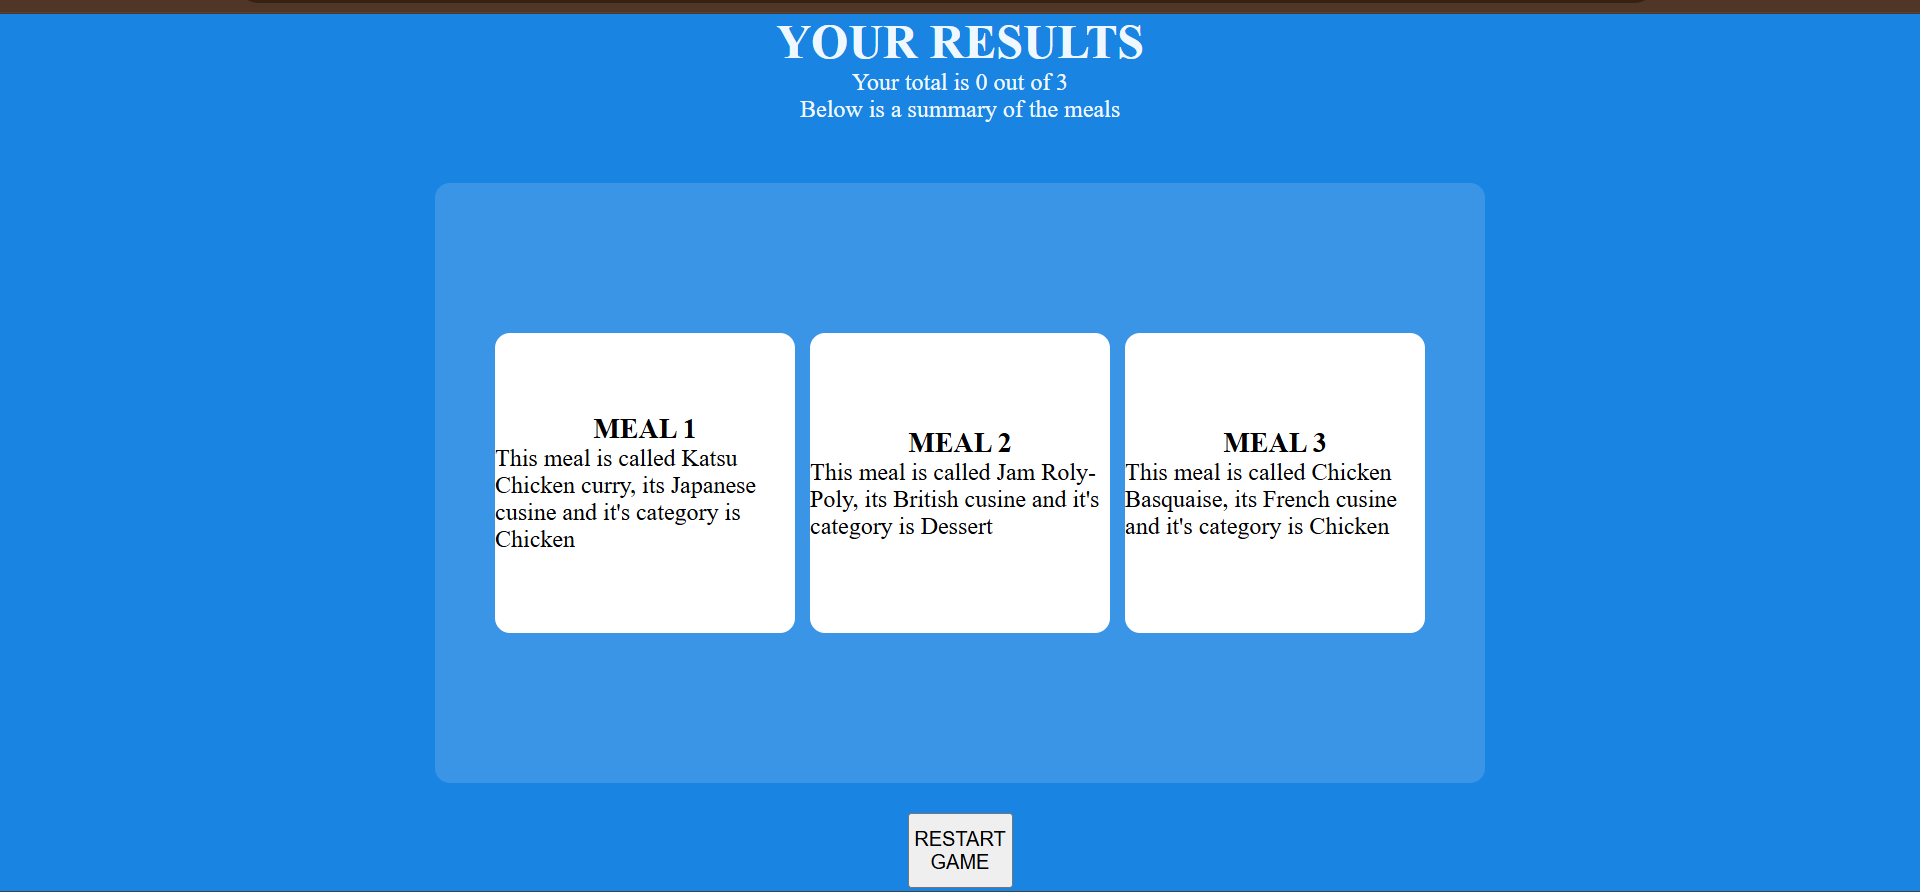 YOUR RESULTS
Your total is 0 out of 3
Below is a summary of the meals
MEAL 1
This meal is called Katsu
Chicken curry, its Japanese
cusine and it's category is
Chicken
MEAL 2
This meal is called Jam Roly-
Poly, its British cusine and it's
category is Dessert
MEAL 3
This meal is called Chicken
Basquaise, its French cusine
and it's category is Chicken
RESTART
GAME